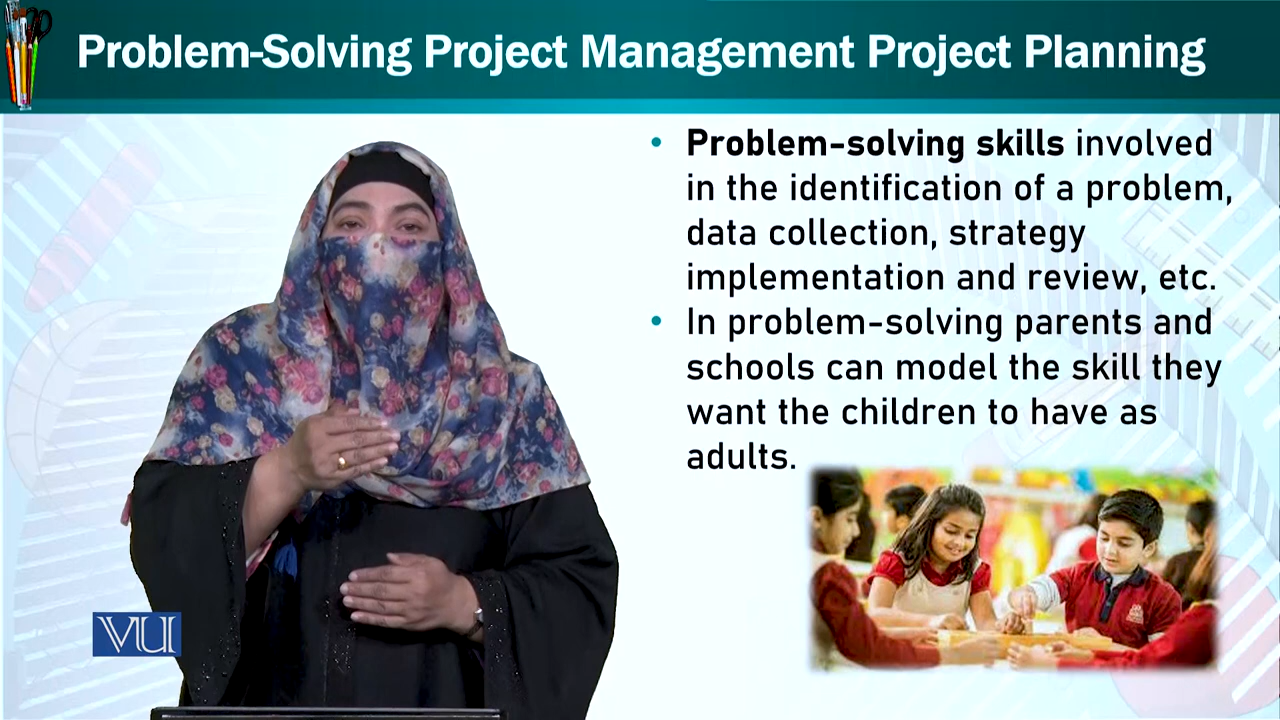 Problem-Solving Project Management Project Planning
• Problem-solving skills involved
in the identification of a problem,
data collection, strategy
implementation and review, etc.
• In problem-solving parents and
schools can model the skill they
want the children to have as
adults.
VU